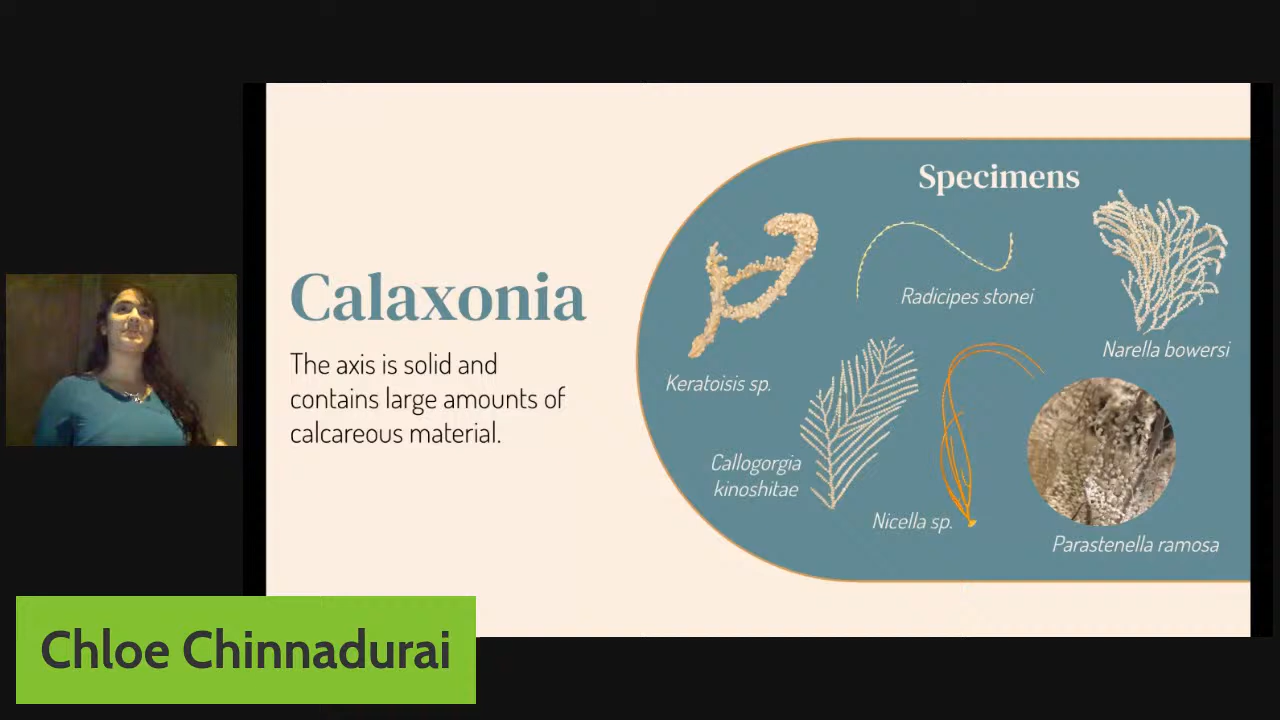 Calaxonia
The axis is solid and
contains large amounts of
calcareous material.
Specimens
Radicipes stonei
Narella bowersi
Keratoisis sp.
Callogorgia
kinoshitae
Nicella sp.
Parastenella ramosa
Chloe Chinnadurai